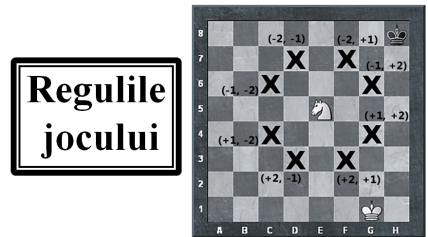 Regulile
jocului
8 (-2, -1) (-2, +1)
7 X X (-1, +2)
6 (-1, -2) X X
5 (+1, +2)
4 (+1, -2) X X
3 X X
2 (+2, -1) (+2, +1)
1
A B C D E F G H